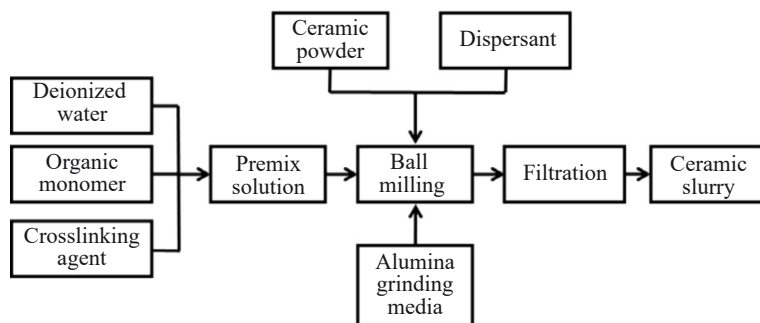 Ceramic
powder
Dispersant
Deionized
water
Organic
monomer
Crosslinking
agent
Premix
solution
Ball
milling
Filtration
Ceramic
slurry
Alumina
grinding
media